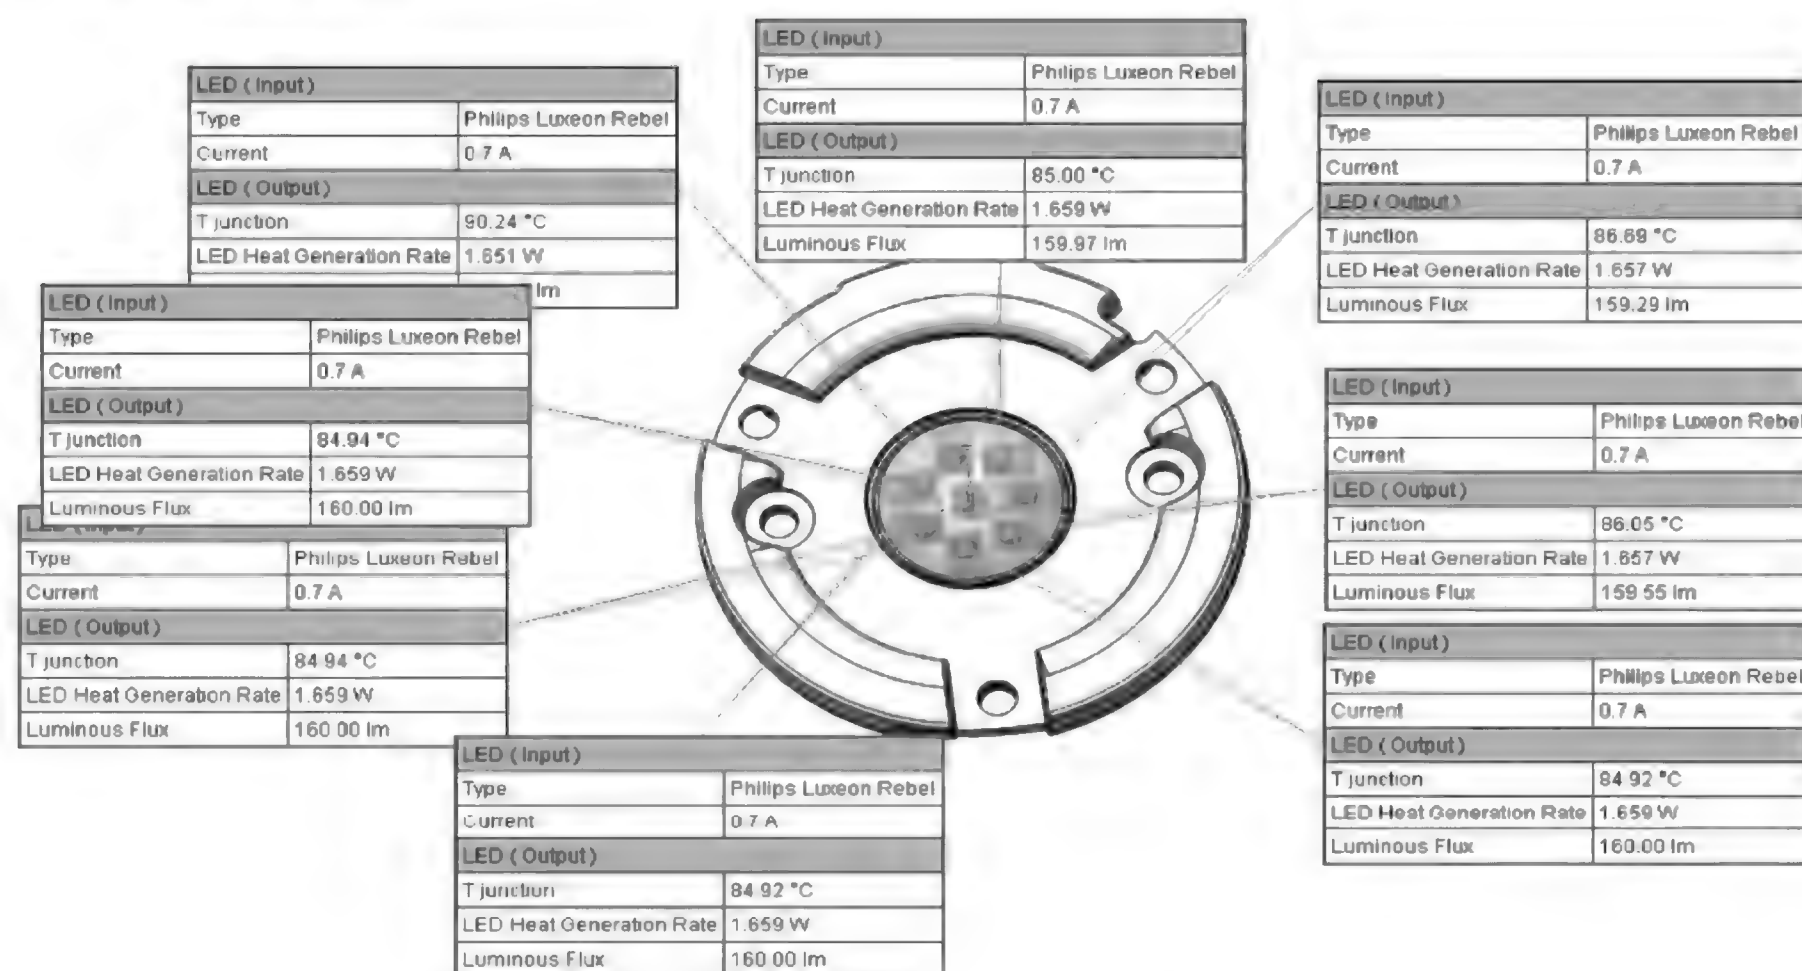 LED ( Input )
Type Philips Luxeon Rebel
Current 0.7 A
LED ( Output )
T junction 90.24 °C
LED Heat Generation Rate 1.651 W
lm
LED ( Input )
Type Philips Luxeon Rebel
Current 0.7 A
LED ( Output )
T junction 85.00 °C
LED Heat Generation Rate 1.659 W
Luminous Flux 159.97 lm
LED ( Input )
Type Philips Luxeon Rebel
Current 0.7 A
LED ( Output )
T junction 86.69 °C
LED Heat Generation Rate 1.657 W
Luminous Flux 159.29 lm
LED ( Input )
Type Philips Luxeon Rebel
Current 0.7 A
LED ( Output )
T junction 84.94 °C
LED Heat Generation Rate 1.659 W
Luminous Flux 160.00 lm
LED ( Input )
Type Philips Luxeon Rebel
Current 0.7 A
LED ( Output )
T junction 86.05 °C
LED Heat Generation Rate 1.657 W
Luminous Flux 159.55 lm
Type Philips Luxeon Rebel
Current 0.7 A
LED ( Output )
T junction 84.94 °C
LED Heat Generation Rate 1.659 W
Luminous Flux 160.00 lm
LED ( Input )
Type Philips Luxeon Rebel
Current 0.7 A
LED ( Output )
T junction 84.92 °C
LED Heat Generation Rate 1.659 W
Luminous Flux 160.00 lm
LED ( Input )
Type Philips Luxeon Rebel
Current 0.7 A
LED ( Output )
T junction 84.92 °C
LED Heat Generation Rate 1.659 W
Luminous Flux 160.00 lm